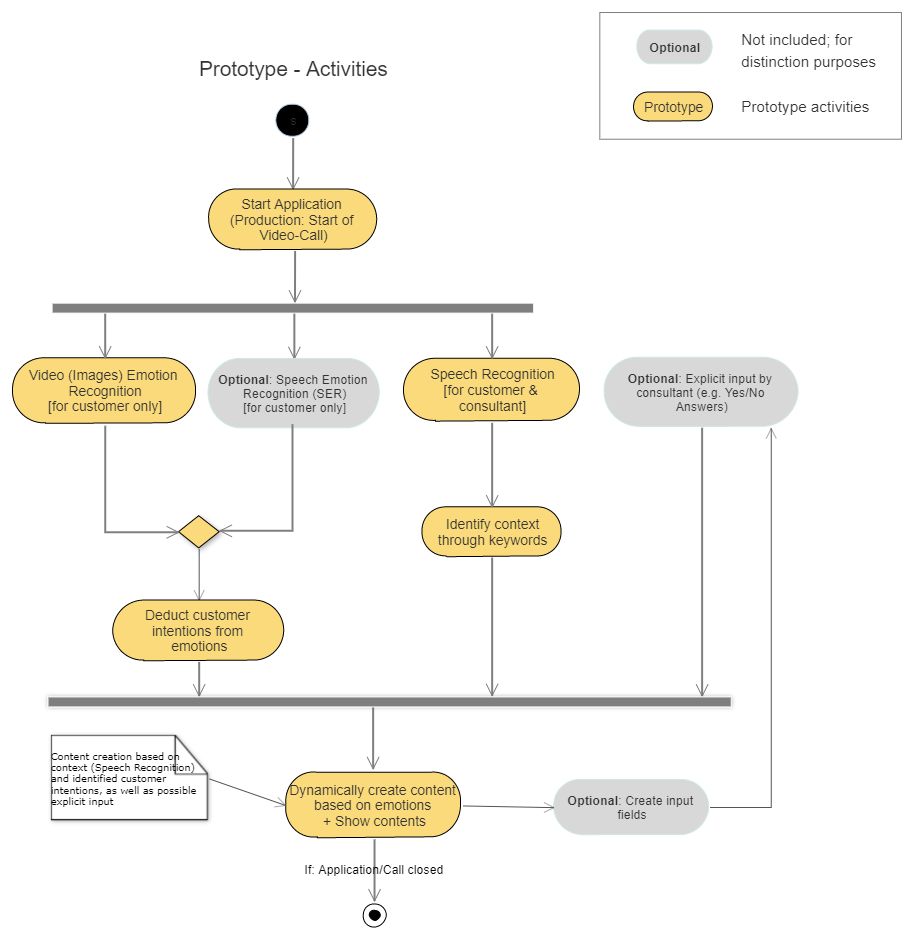 Prototype - Activities
Optional
Not included; for
distinction purposes
Prototype
Prototype activities
s
Start Application
(Production: Start of
Video-Call)
Video (Images) Emotion
Recognition
[for customer only]
Optional: Speech Emotion
Recognition (SER)
[for customer only]
Speech Recognition
[for customer &
consultant]
Optional: Explicit input by
consultant (e.g. Yes/No
Answers)
Identify context
through keywords
Deduct customer
intentions from
emotions
Content creation based on
context (Speech Recognition)
and identified customer
intentions, as well as possible
explicit input
Dynamically create content
based on emotions
+ Show contents
Optional: Create input
fields
If: Application/Call closed